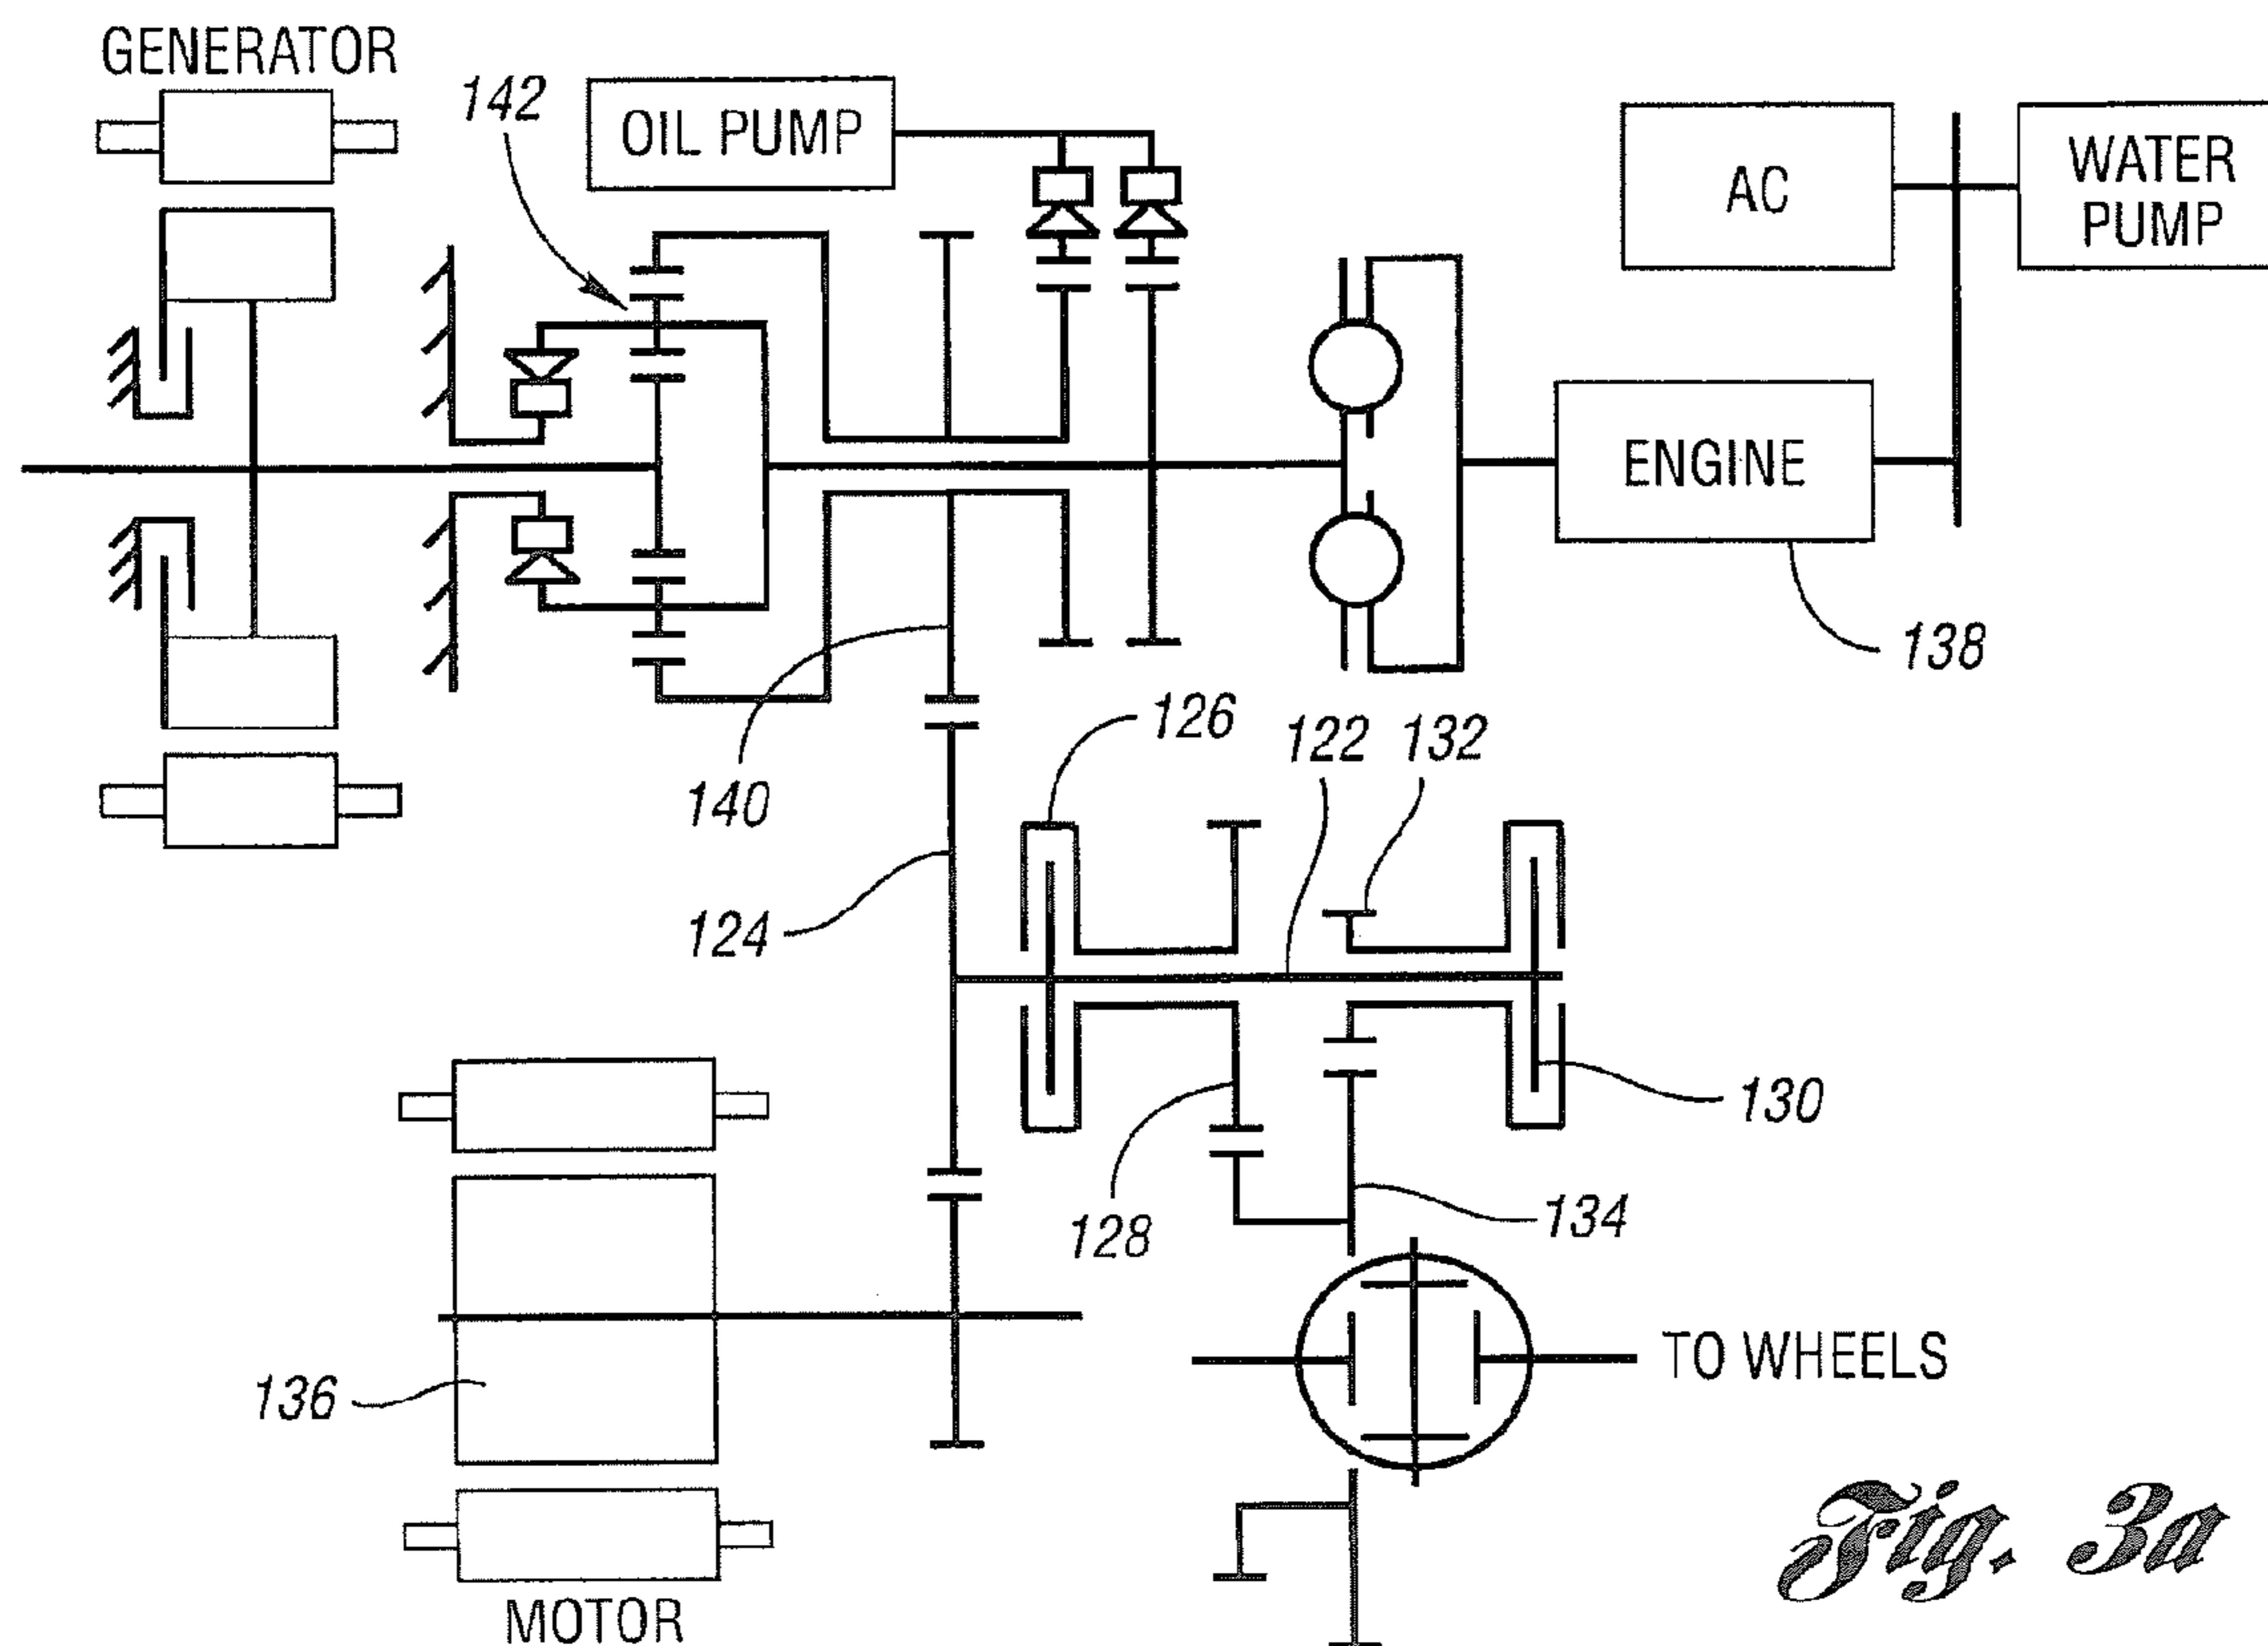 GENERATOR
142
OIL PUMP
AC
WATER
PUMP
ENGINE
138
126
122
132
140
124
130
128
134
TO WHEELS
136
MOTOR
Fig. 3a